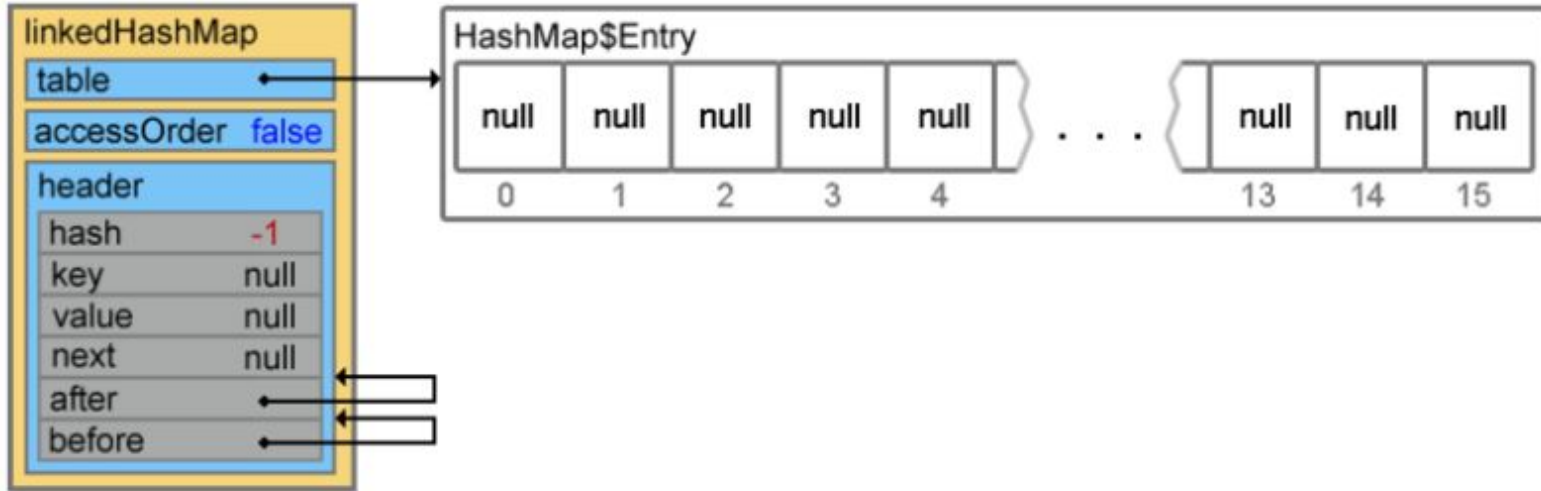 linkedHashMap
table
accessOrder false
header
hash -1
key null
value null
next null
after
before
HashMap$Entry
null null null null null . . . null null null
0 1 2 3 4 13 14 15